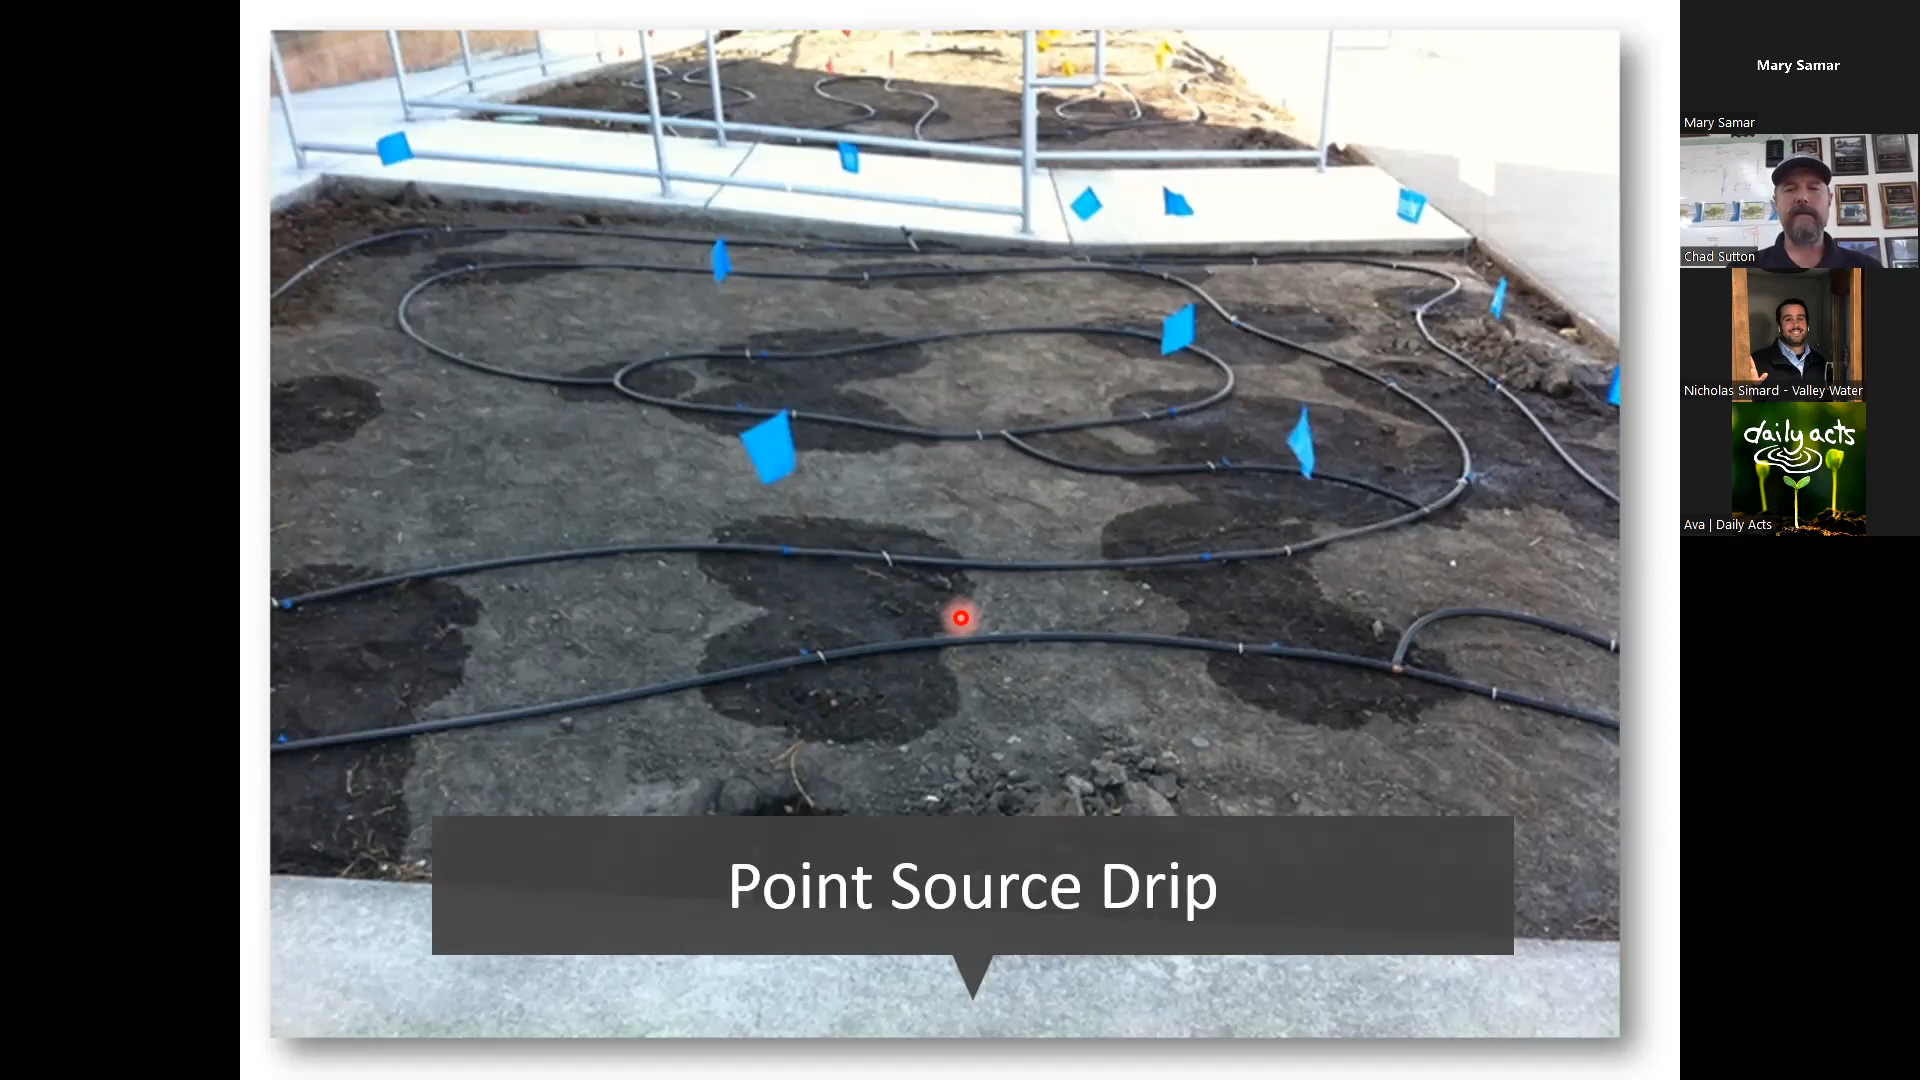 Point Source Drip
Mary Samar
Mary Samar
Chad Sutton
Nicholas Simard - Valley Water
daily acts
Ava | Daily Acts